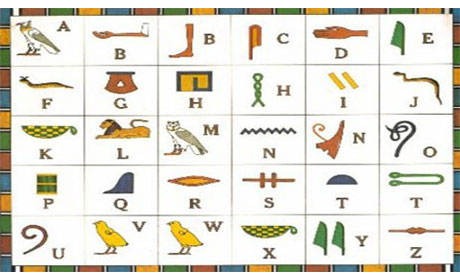 A B B C D E
F G H H I J
K L M N N O
P Q R S T T
U V W X Y Z